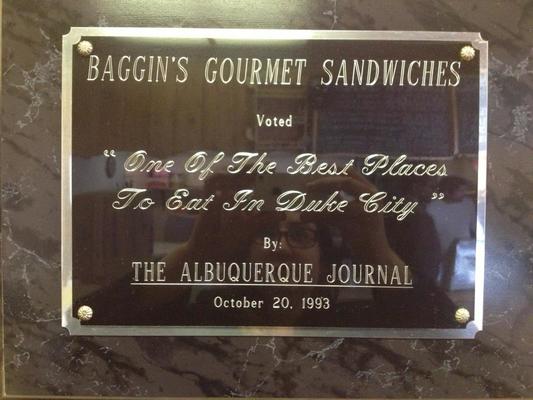 BAGGIN'S GOURMET SANDWICHES
Voted
"One Of The Best Places
To Eat In Duke City"
By:
THE ALBUQUERQUE JOURNAL
October 20, 1993